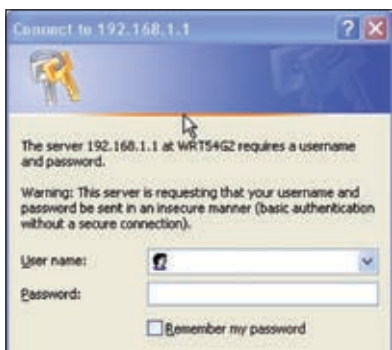 Connect to 192.168.1.1
The server 192.168.1.1 at WRT54G2 requires a username
and password.
Warning: This server is requesting that your username and
password be sent in an insecure manner (basic authentication
without a secure connection).
User name:
Password:
Remember my password